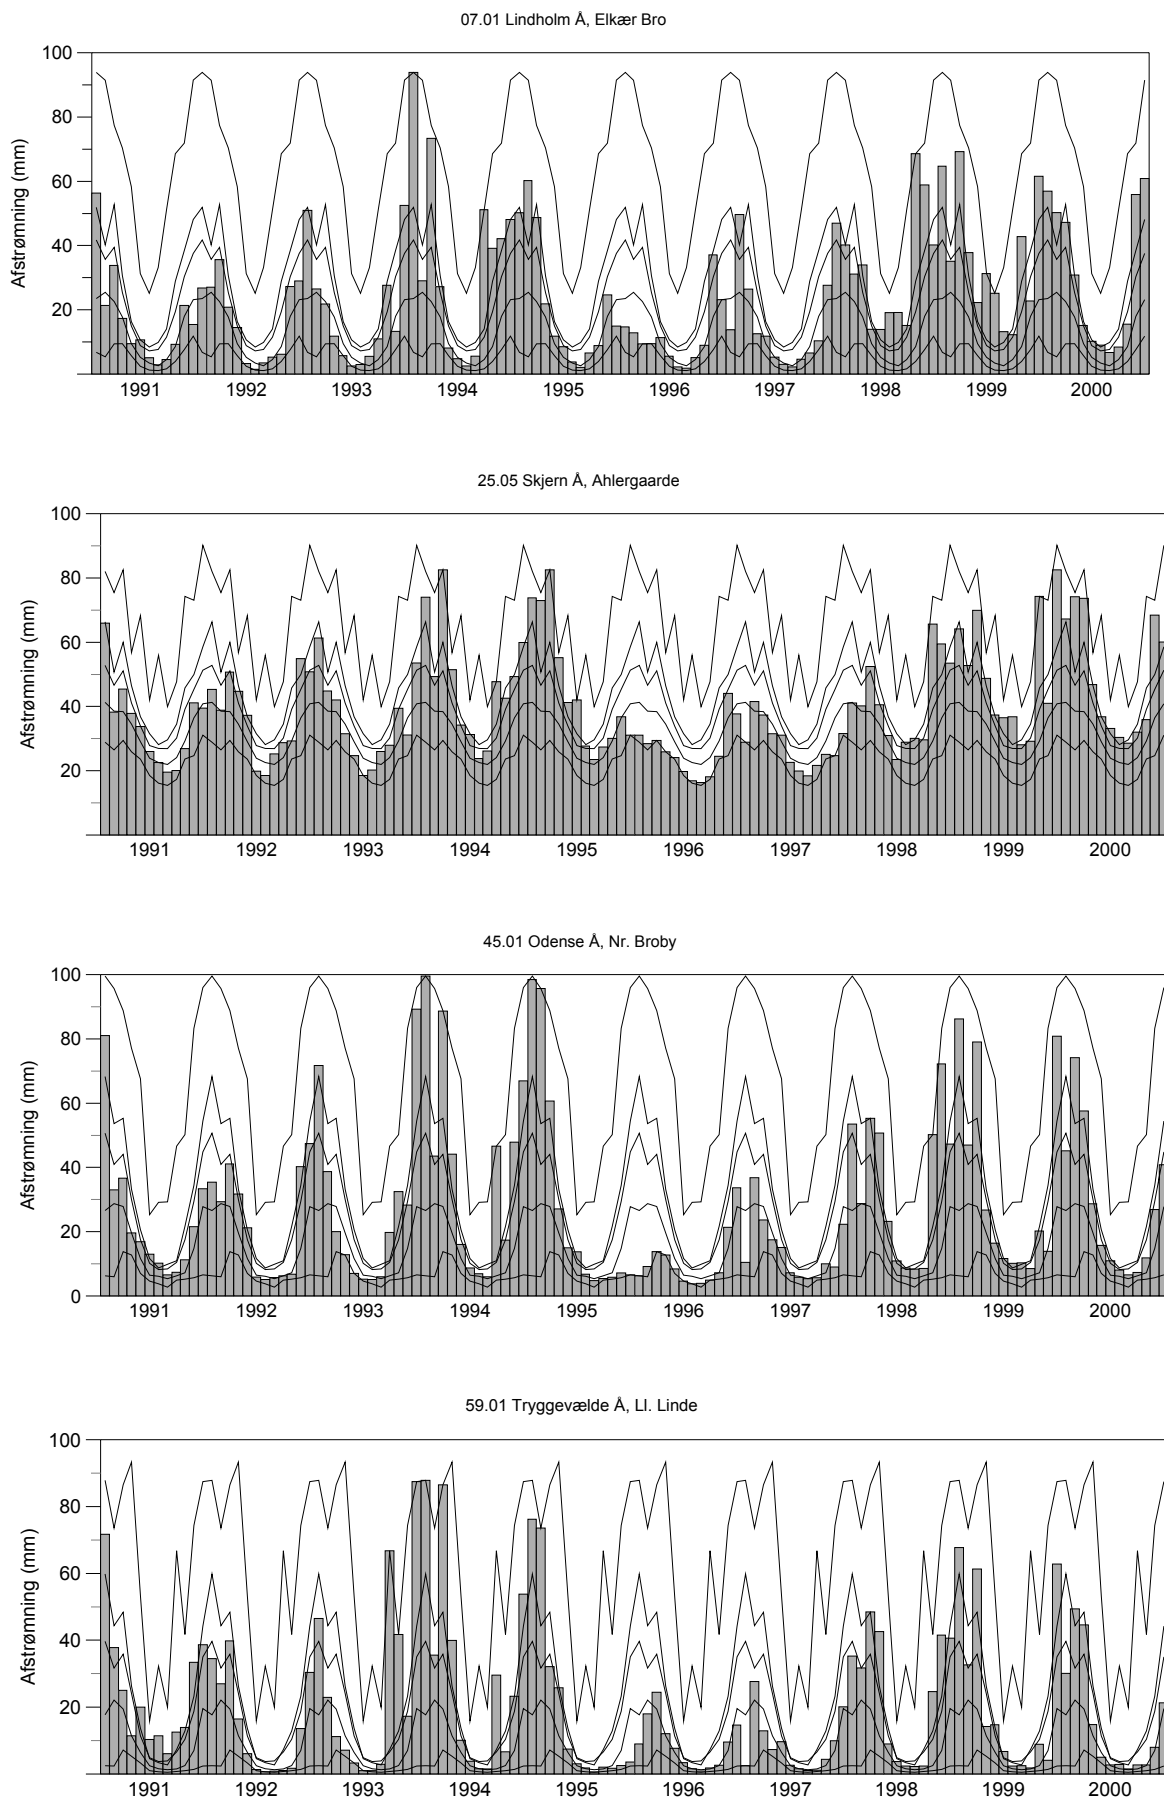 07.01 Lindholm Å, Elkær Bro
100
80
60
40
20
Afstrømning (mm)
1991 1992 1993 1994 1995 1996 1997 1998 1999 2000
25.05 Skjern Å, Ahlergaarde
100
80
60
40
20
Afstrømning (mm)
1991 1992 1993 1994 1995 1996 1997 1998 1999 2000
45.01 Odense Å, Nr. Broby
100
80
60
40
20
0
Afstrømning (mm)
1991 1992 1993 1994 1995 1996 1997 1998 1999 2000
59.01 Tryggevælde Å, Ll. Linde
100
80
60
40
20
Afstrømning (mm)
1991 1992 1993 1994 1995 1996 1997 1998 1999 2000